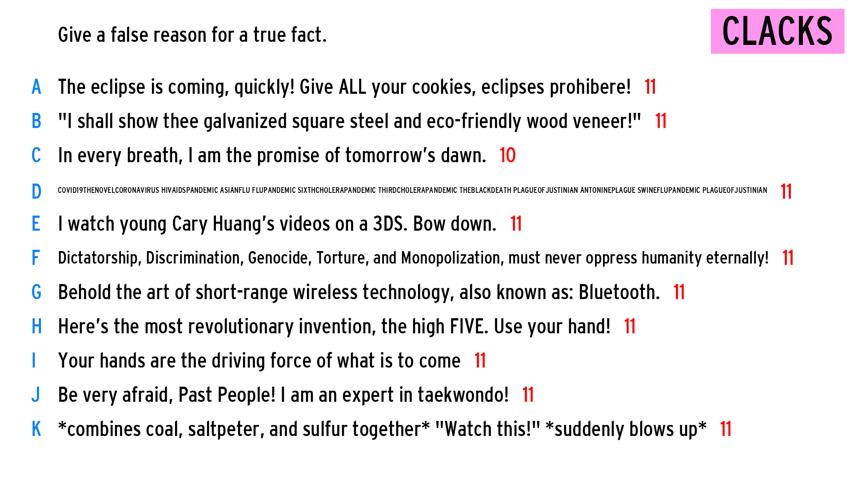 Give a false reason for a true fact.
CLACKS
A The eclipse is coming, quickly! Give ALL your cookies, eclipses prohibere! 11
B "I shall show thee galvanized square steel and eco-friendly wood veneer!" 11
C In every breath, I am the promise of tomorrow's dawn. 10
D COVID19THENOVELCORONAVIRUS HIVAIDSPANDEMIC ASIANFLU FLUPANDEMIC SIXTHCHOLERAPANDEMIC THIRDCHOLERAPANDEMIC THEBLACKDEATH PLAGUEOFJUSTINIAN ANTONINEPLAGUE SWINEFLUPANDEMIC PLAGUEOFJUSTINIAN 11
E I watch young Cary Huang's videos on a 3DS. Bow down. 11
F Dictatorship, Discrimination, Genocide, Torture, and Monopolization, must never oppress humanity eternally! 11
G Behold the art of short-range wireless technology, also known as: Bluetooth. 11
H Here's the most revolutionary invention, the high FIVE. Use your hand! 11
I Your hands are the driving force of what is to come 11
J Be very afraid, Past People! I am an expert in taekwondo! 11
K *combines coal, saltpeter, and sulfur together* "Watch this!" *suddenly blows up* 11